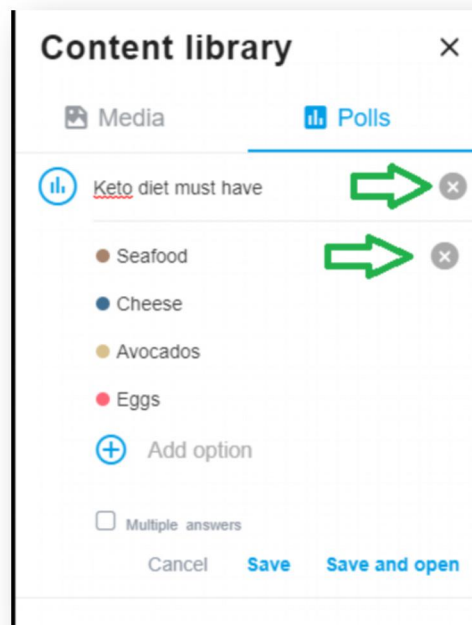 Content library
Media
Polls
Keto diet must have
Seafood
Cheese
Avocados
Eggs
Add option
Multiple answers
Cancel Save Save and open